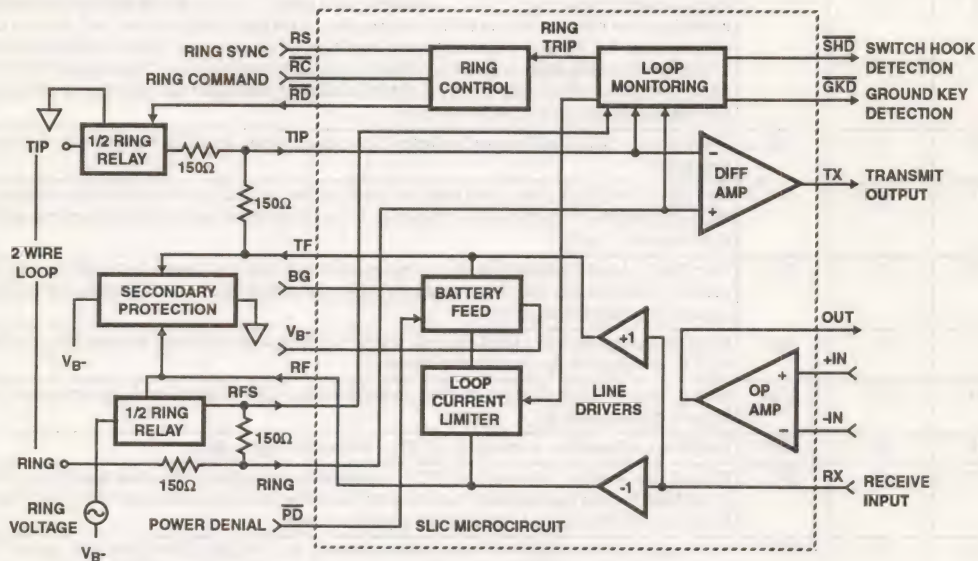 RING SYNC
RS
RING COMMAND
RC
RD
RING
TRIP
RING
CONTROL
LOOP
MONITORING
SHD
SWITCH HOOK
DETECTION
GKD
GROUND KEY
DETECTION
TIP
1/2 RING
RELAY
150Ω
TIP
150Ω
DIFF
AMP
−
+
TX
TRANSMIT
OUTPUT
2 WIRE
LOOP
TF
SECONDARY
PROTECTION
BG
BATTERY
FEED
VB-
VB-
RF
+1
LINE
DRIVERS
OUT
+IN
OP
AMP
+
−
-IN
1/2 RING
RELAY
RFS
150Ω
LOOP
CURRENT
LIMITER
RING
150Ω
RING
-1
RX
RECEIVE
INPUT
RING
VOLTAGE
VB-
POWER DENIAL
PD
SLIC MICROCIRCUIT